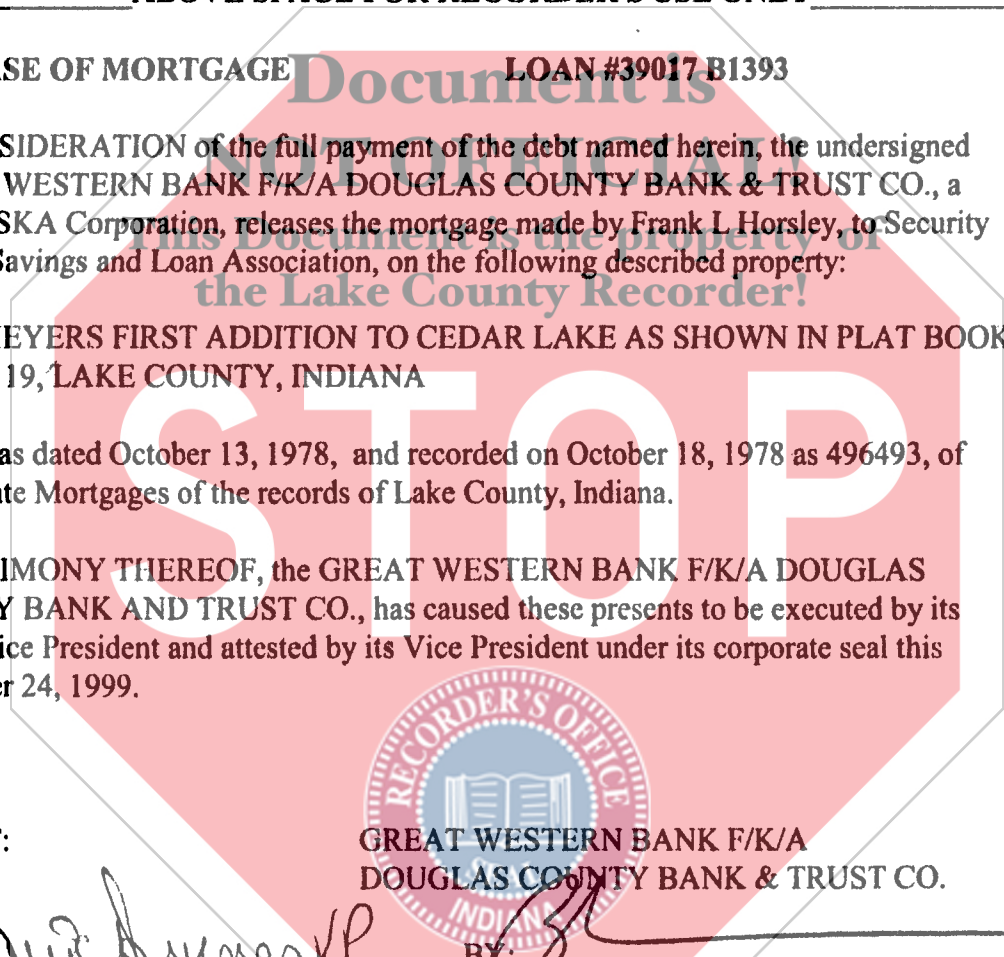 ABOVE SPACE FOR RECORDER'S USE ONLY
SE OF MORTGAGE LOAN #39017 B1393
Document is
SIDERATION of the full payment of the debt named herein, the undersigned
NOT OFFICIAL!
WESTERN BANK F/K/A DOUGLAS COUNTY BANK & TRUST CO., a
SKA Corporation, releases the mortgage made by Frank L Horsley, to Security
This Document is the property of
Savings and Loan Association, on the following described property:
the Lake County Recorder!
EYERS FIRST ADDITION TO CEDAR LAKE AS SHOWN IN PLAT BOOK
19, LAKE COUNTY, INDIANA
STOP
as dated October 13, 1978, and recorded on October 18, 1978 as 496493, of
te Mortgages of the records of Lake County, Indiana.
IMONY THEREOF, the GREAT WESTERN BANK F/K/A DOUGLAS
Y BANK AND TRUST CO., has caused these presents to be executed by its
ice President and attested by its Vice President under its corporate seal this
er 24, 1999.
RECORDER'S OFFICE
SEAL
INDIANA
T:
GREAT WESTERN BANK F/K/A
DOUGLAS COUNTY BANK & TRUST CO.
VP
BY: